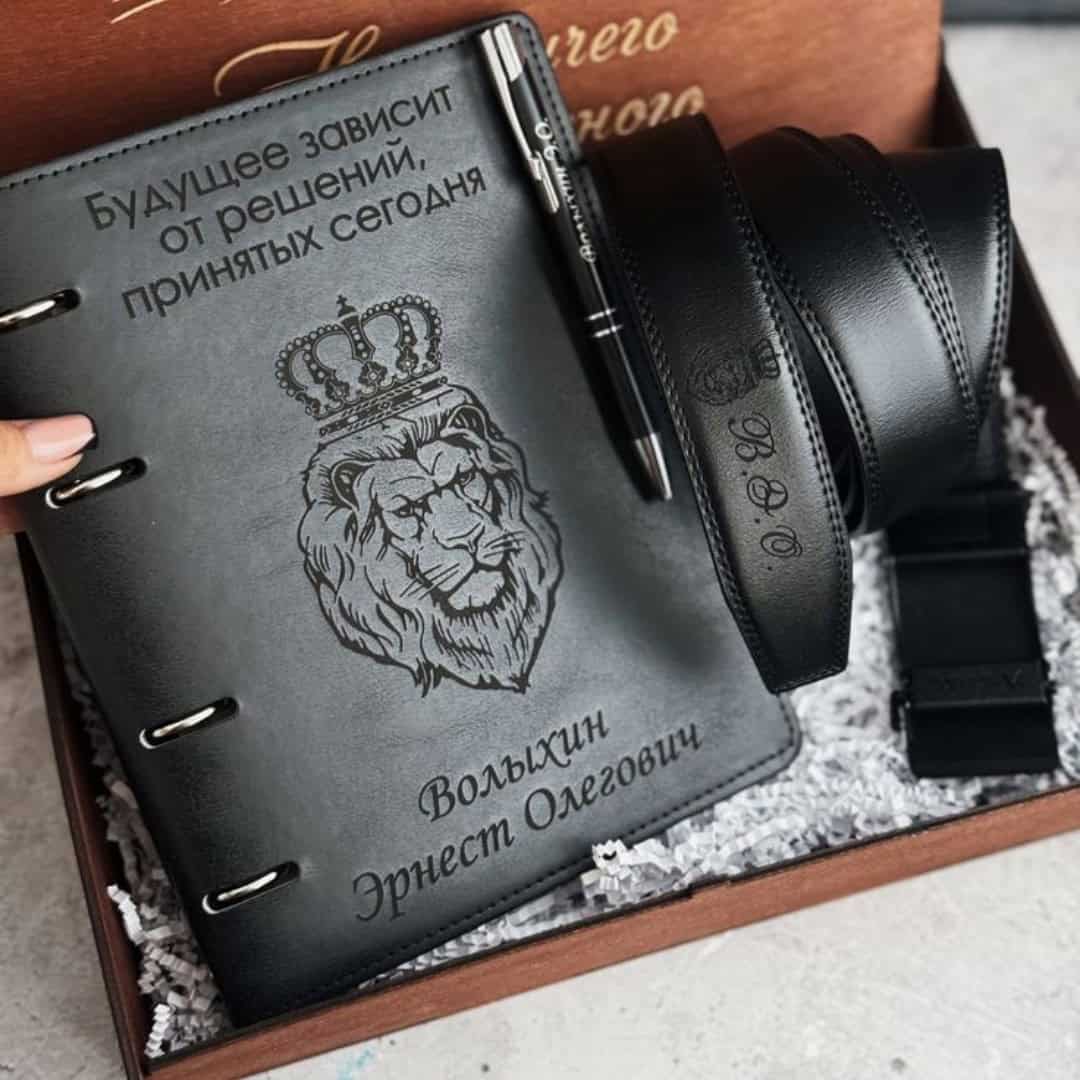 Будущее зависит
от решений,
принятых сегодня
Волыхин
Эрнест Олегович
В.Э.О.